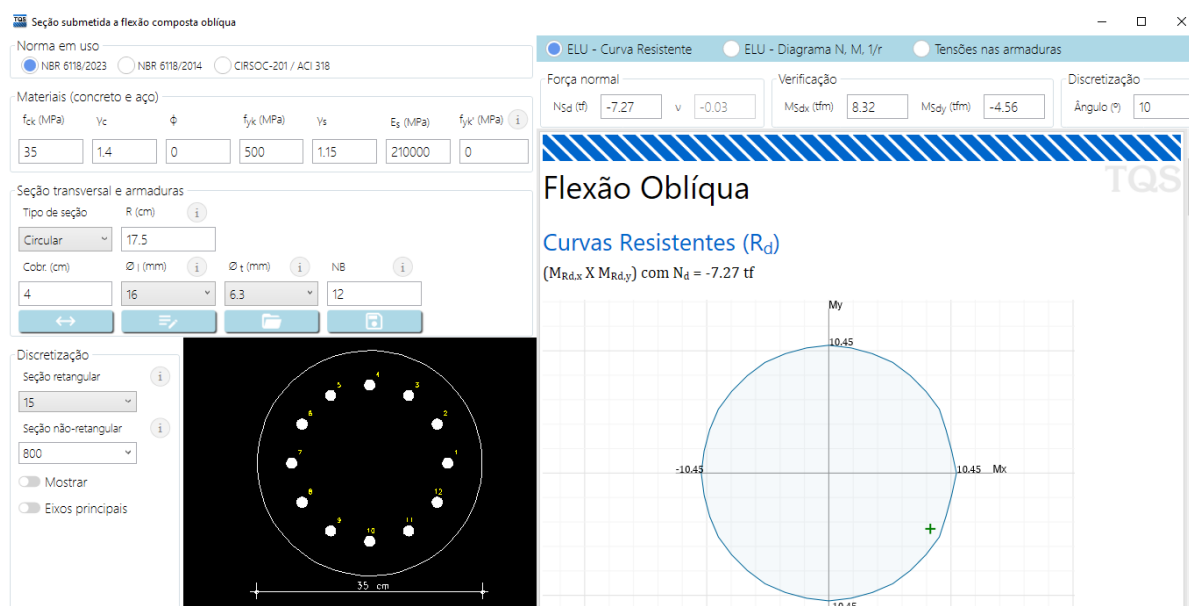 TQS Seção submetida a flexão composta oblíqua
Norma em uso
NBR 6118/2023 NBR 6118/2014 CIRSOC-201 / ACI 318
Materiais (concreto e aço)
fck (MPa) γc ϕ fyk (MPa) γs Es (MPa) fyk' (MPa) i
35 1.4 0 500 1.15 210000 0
Seção transversal e armaduras
Tipo de seção R (cm) i
Circular 17.5
Cobr. (cm) Ø l (mm) i Ø t (mm) i NB i
4 16 6.3 12
Discretização
Seção retangular i
15
Seção não-retangular i
800
Mostrar
Eixos principais
4
5 3
6 2
7 1
8 12
9 11
10
35 cm
ELU - Curva Resistente ELU - Diagrama N, M, 1/r Tensões nas armaduras
Força normal Verificação Discretização
NSd (tf) -7.27 ν -0.03 MSdx (tfm) 8.32 MSdy (tfm) -4.56 Ângulo (º) 10
TQS
Flexão Oblíqua
Curvas Resistentes (Rd)
(MRd,x X MRd,y) com Nd = -7.27 tf
My
10.45
-10.45 10.45 Mx